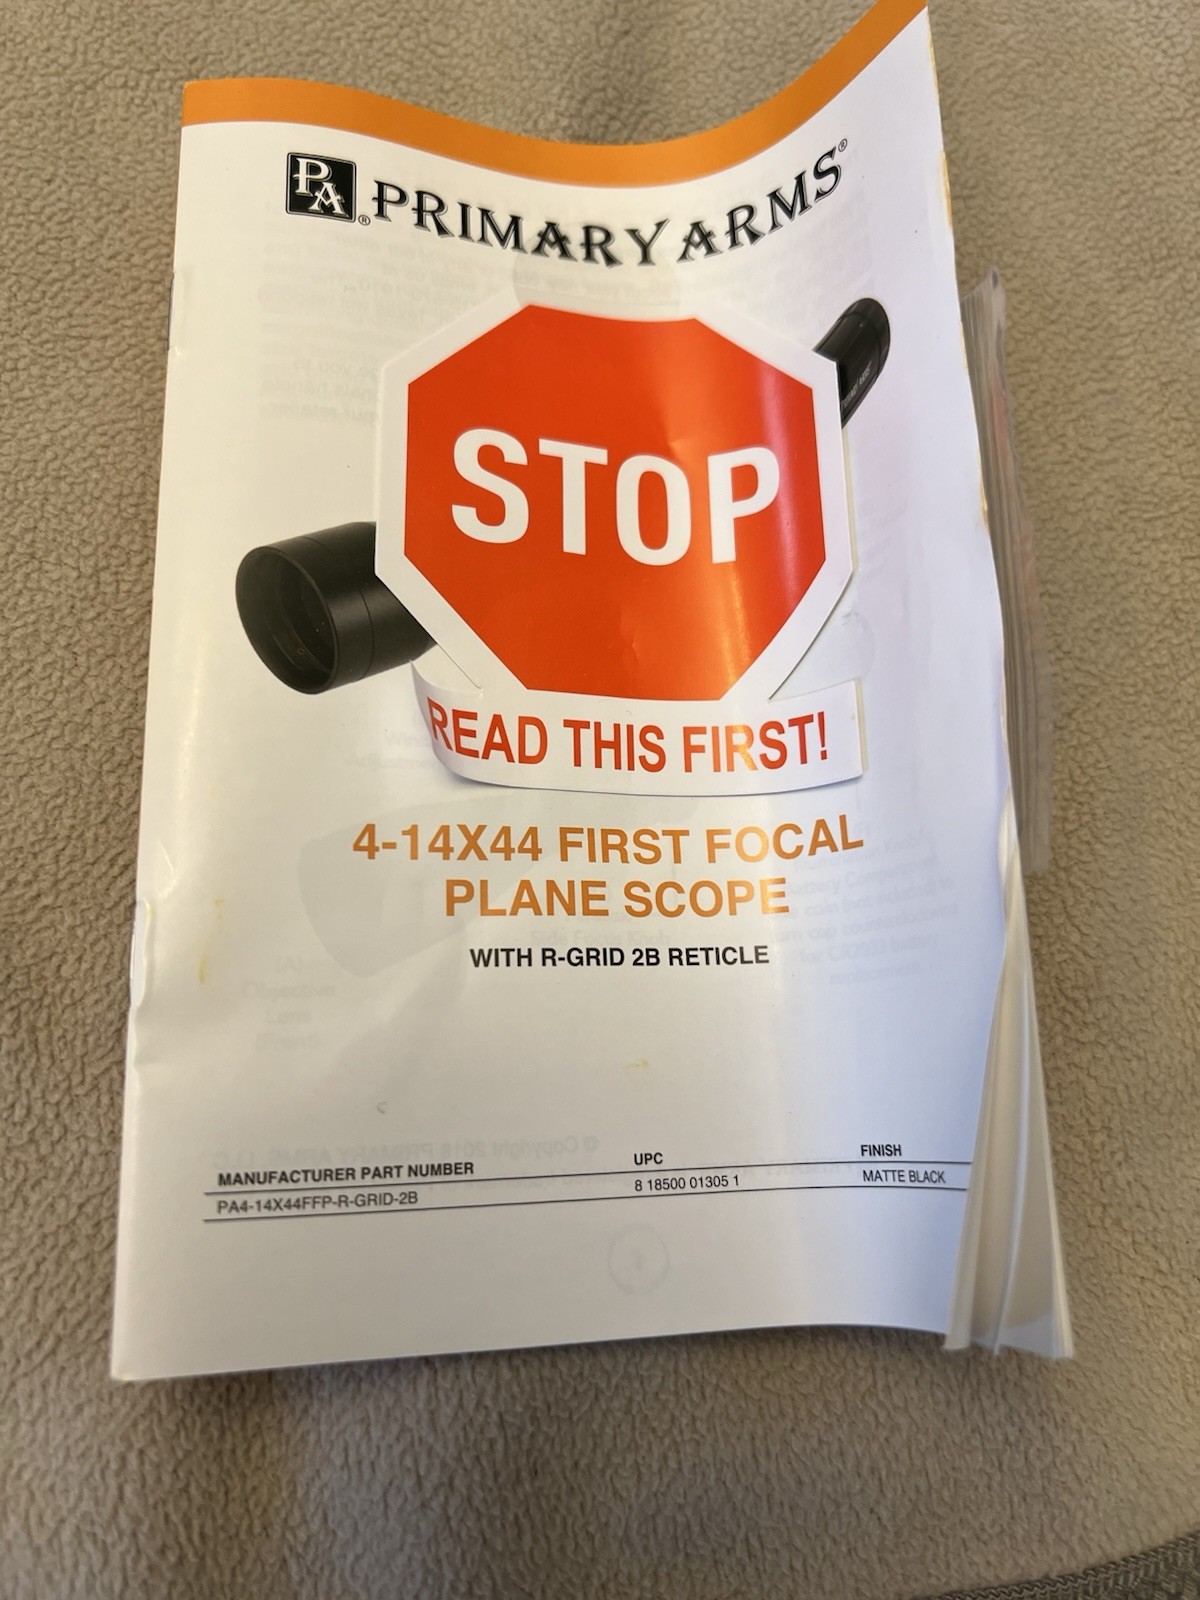 PA® PRIMARY ARMS®
STOP
READ THIS FIRST!
4-14X44 FIRST FOCAL
PLANE SCOPE
WITH R-GRID 2B RETICLE
MANUFACTURER PART NUMBER UPC FINISH
PA4-14X44FFP-R-GRID-2B 8 18500 01305 1 MATTE BLACK